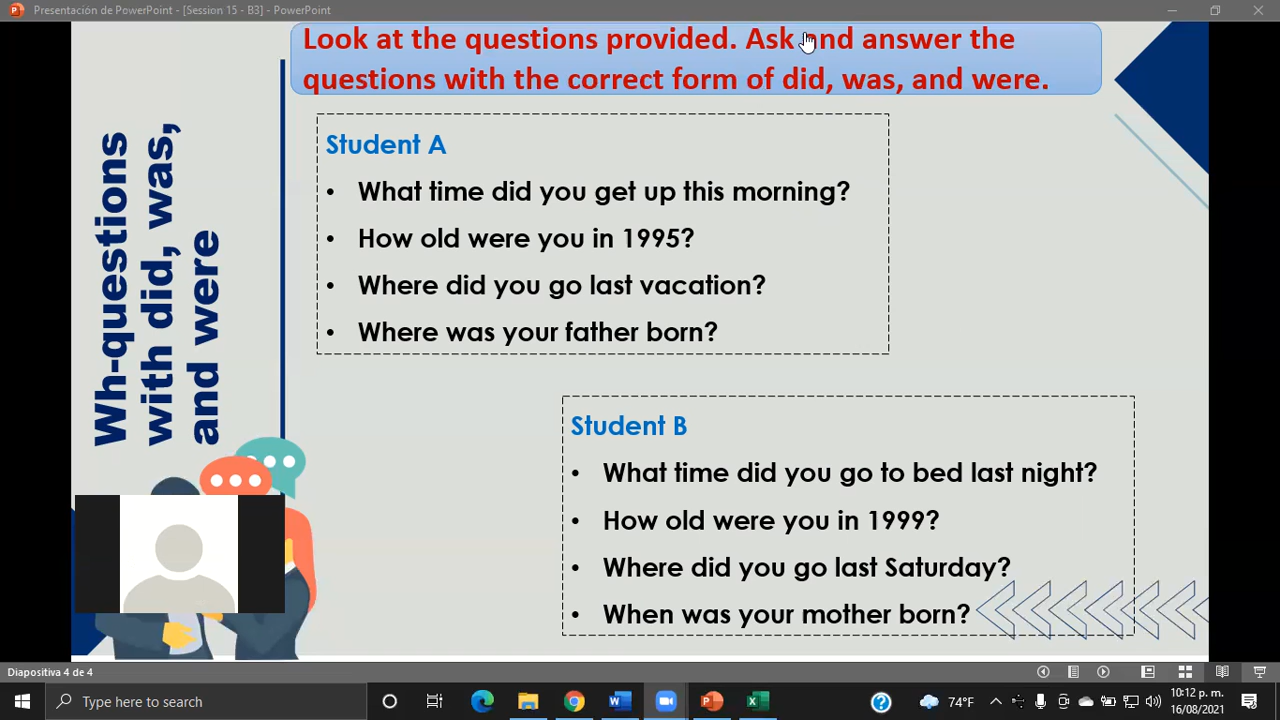 Presentación de PowerPoint - [Session 15 - B3] - PowerPoint
Look at the questions provided. Ask and answer the
questions with the correct form of did, was, and were.
Wh-questions
with did, was,
and were
Student A
• What time did you get up this morning?
• How old were you in 1995?
• Where did you go last vacation?
• Where was your father born?
Student B
• What time did you go to bed last night?
• How old were you in 1999?
• Where did you go last Saturday?
• When was your mother born?
Diapositiva 4 de 4
Type here to search
74°F
10:12 p. m.
16/08/2021